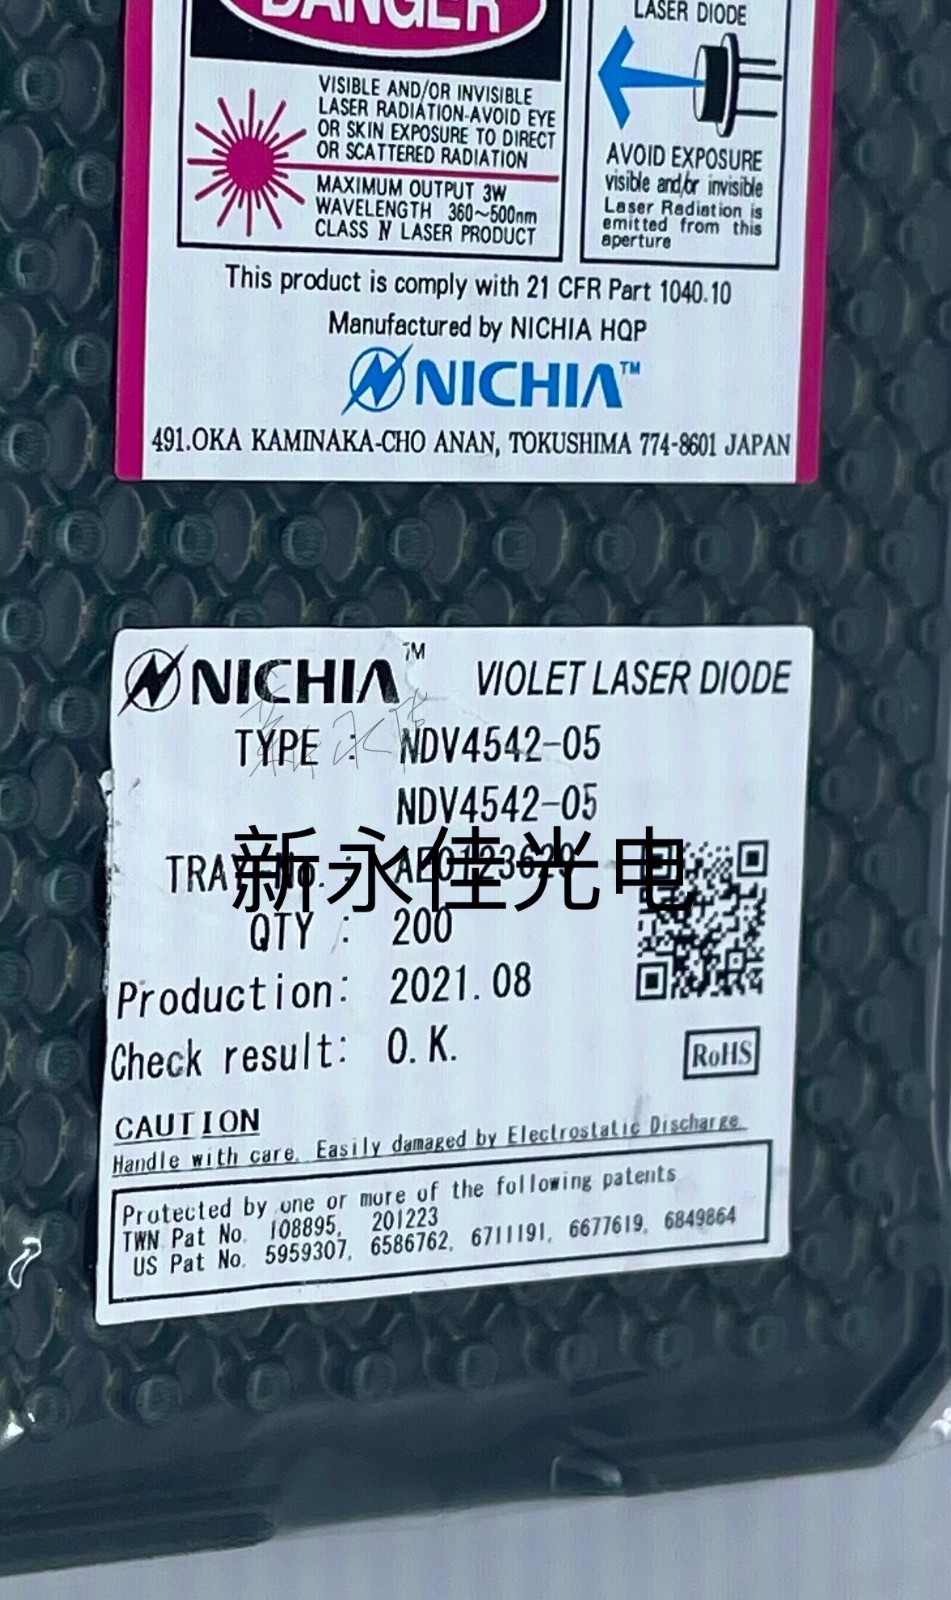 DANGER
VISIBLE AND/OR INVISIBLE
LASER RADIATION-AVOID EYE
OR SKIN EXPOSURE TO DIRECT
OR SCATTERED RADIATION
MAXIMUM OUTPUT 3W
WAVELENGTH 360~500nm
CLASS Ⅳ LASER PRODUCT
LASER DIODE
AVOID EXPOSURE
visible and/or invisible
Laser Radiation is
emitted from this
aperture
This product is comply with 21 CFR Part 1040.10
Manufactured by NICHIA HQP
NICHIA™
491.OKA KAMINAKA-CHO ANAN, TOKUSHIMA 774-8601 JAPAN
NICHIA™ VIOLET LASER DIODE
新永佳
TYPE : NDV4542-05
NDV4542-05
新永佳光电
TRAY No. : AE0123629
QTY : 200
Production: 2021.08
Check result: O.K.
RoHS
CAUTION
Handle with care. Easily damaged by Electrostatic Discharge.
Protected by one or more of the following patents
TWN Pat No. 108895, 201223
US Pat No. 5959307, 6586762, 6711191, 6677619, 6849864